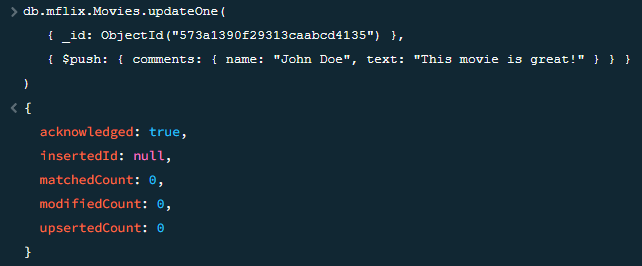 > db.mflix.Movies.updateOne(
{ _id: ObjectId("573a1390f29313caabcd4135") },
{ $push: { comments: { name: "John Doe", text: "This movie is great!" } } }
)
< {
acknowledged: true,
insertedId: null,
matchedCount: 0,
modifiedCount: 0,
upsertedCount: 0
}